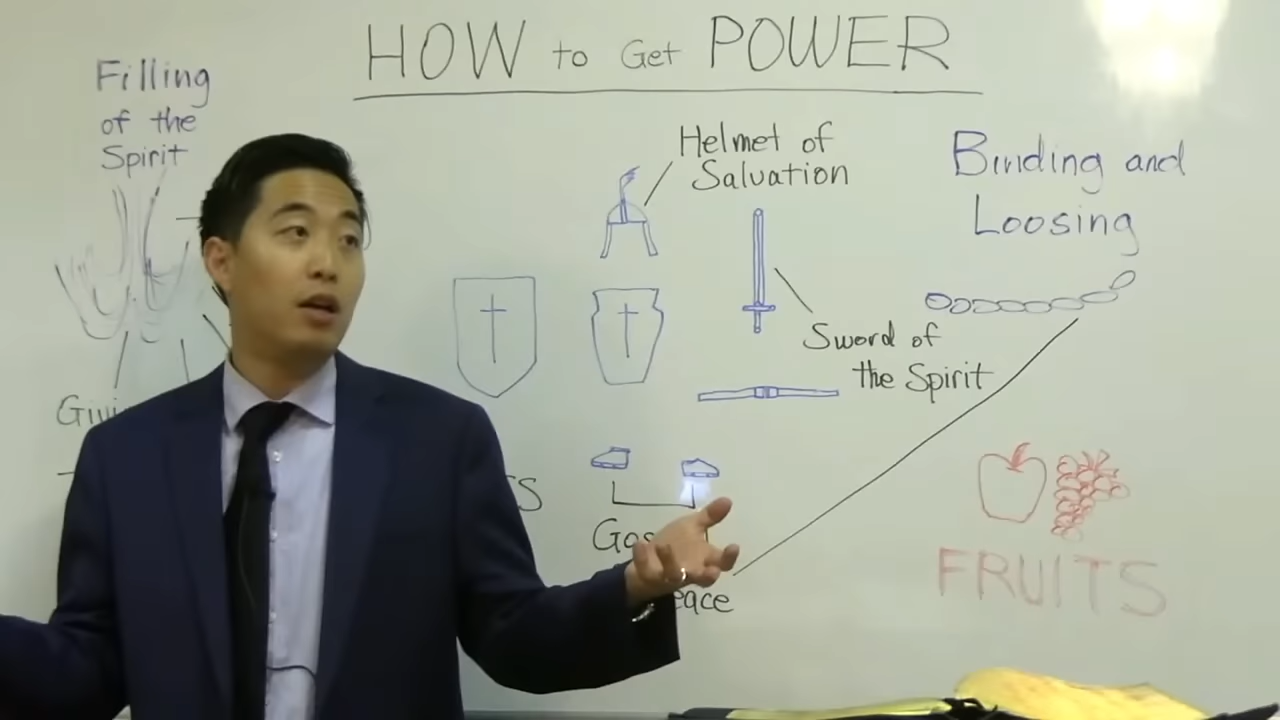 HOW to Get POWER
Filling
of the
Spirit
Helmet of
Salvation
Binding and
Loosing
Sword of
the Spirit
FRUITS